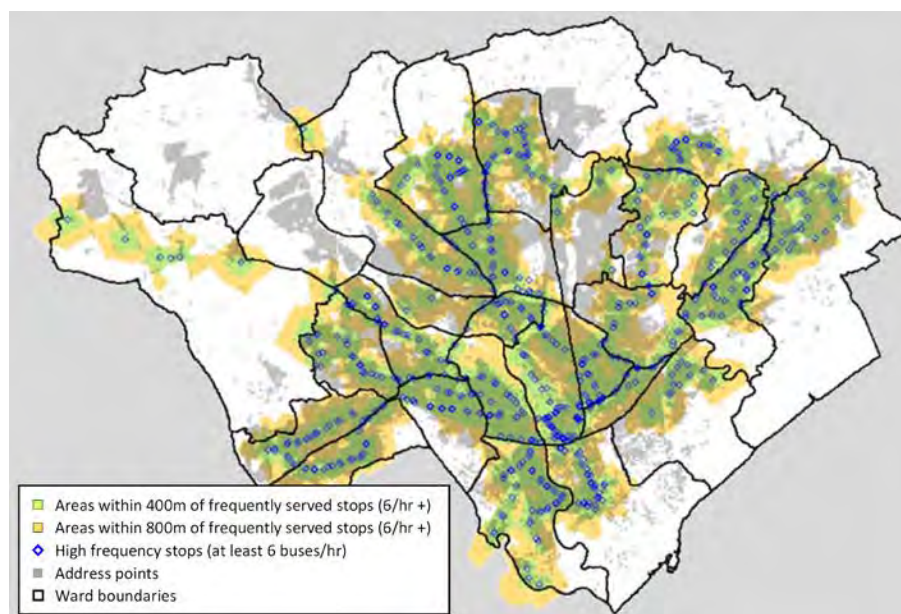 Areas within 400m of frequently served stops (6/hr +)
Areas within 800m of frequently served stops (6/hr +)
High frequency stops (at least 6 buses/hr)
Address points
Ward boundaries